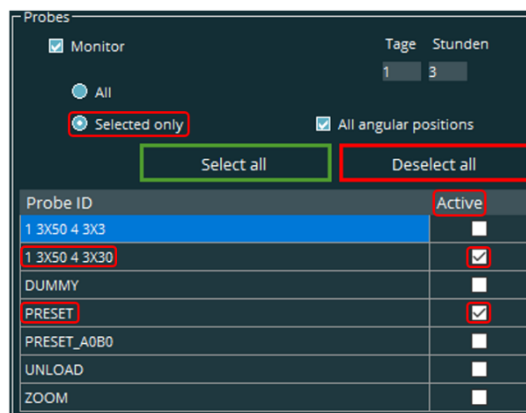 Probes
Monitor
Tage Stunden
1 3
All
Selected only
All angular positions
Select all
Deselect all
Probe ID Active
1 3X50 4 3X3
1 3X50 4 3X30
DUMMY
PRESET
PRESET_A0B0
UNLOAD
ZOOM